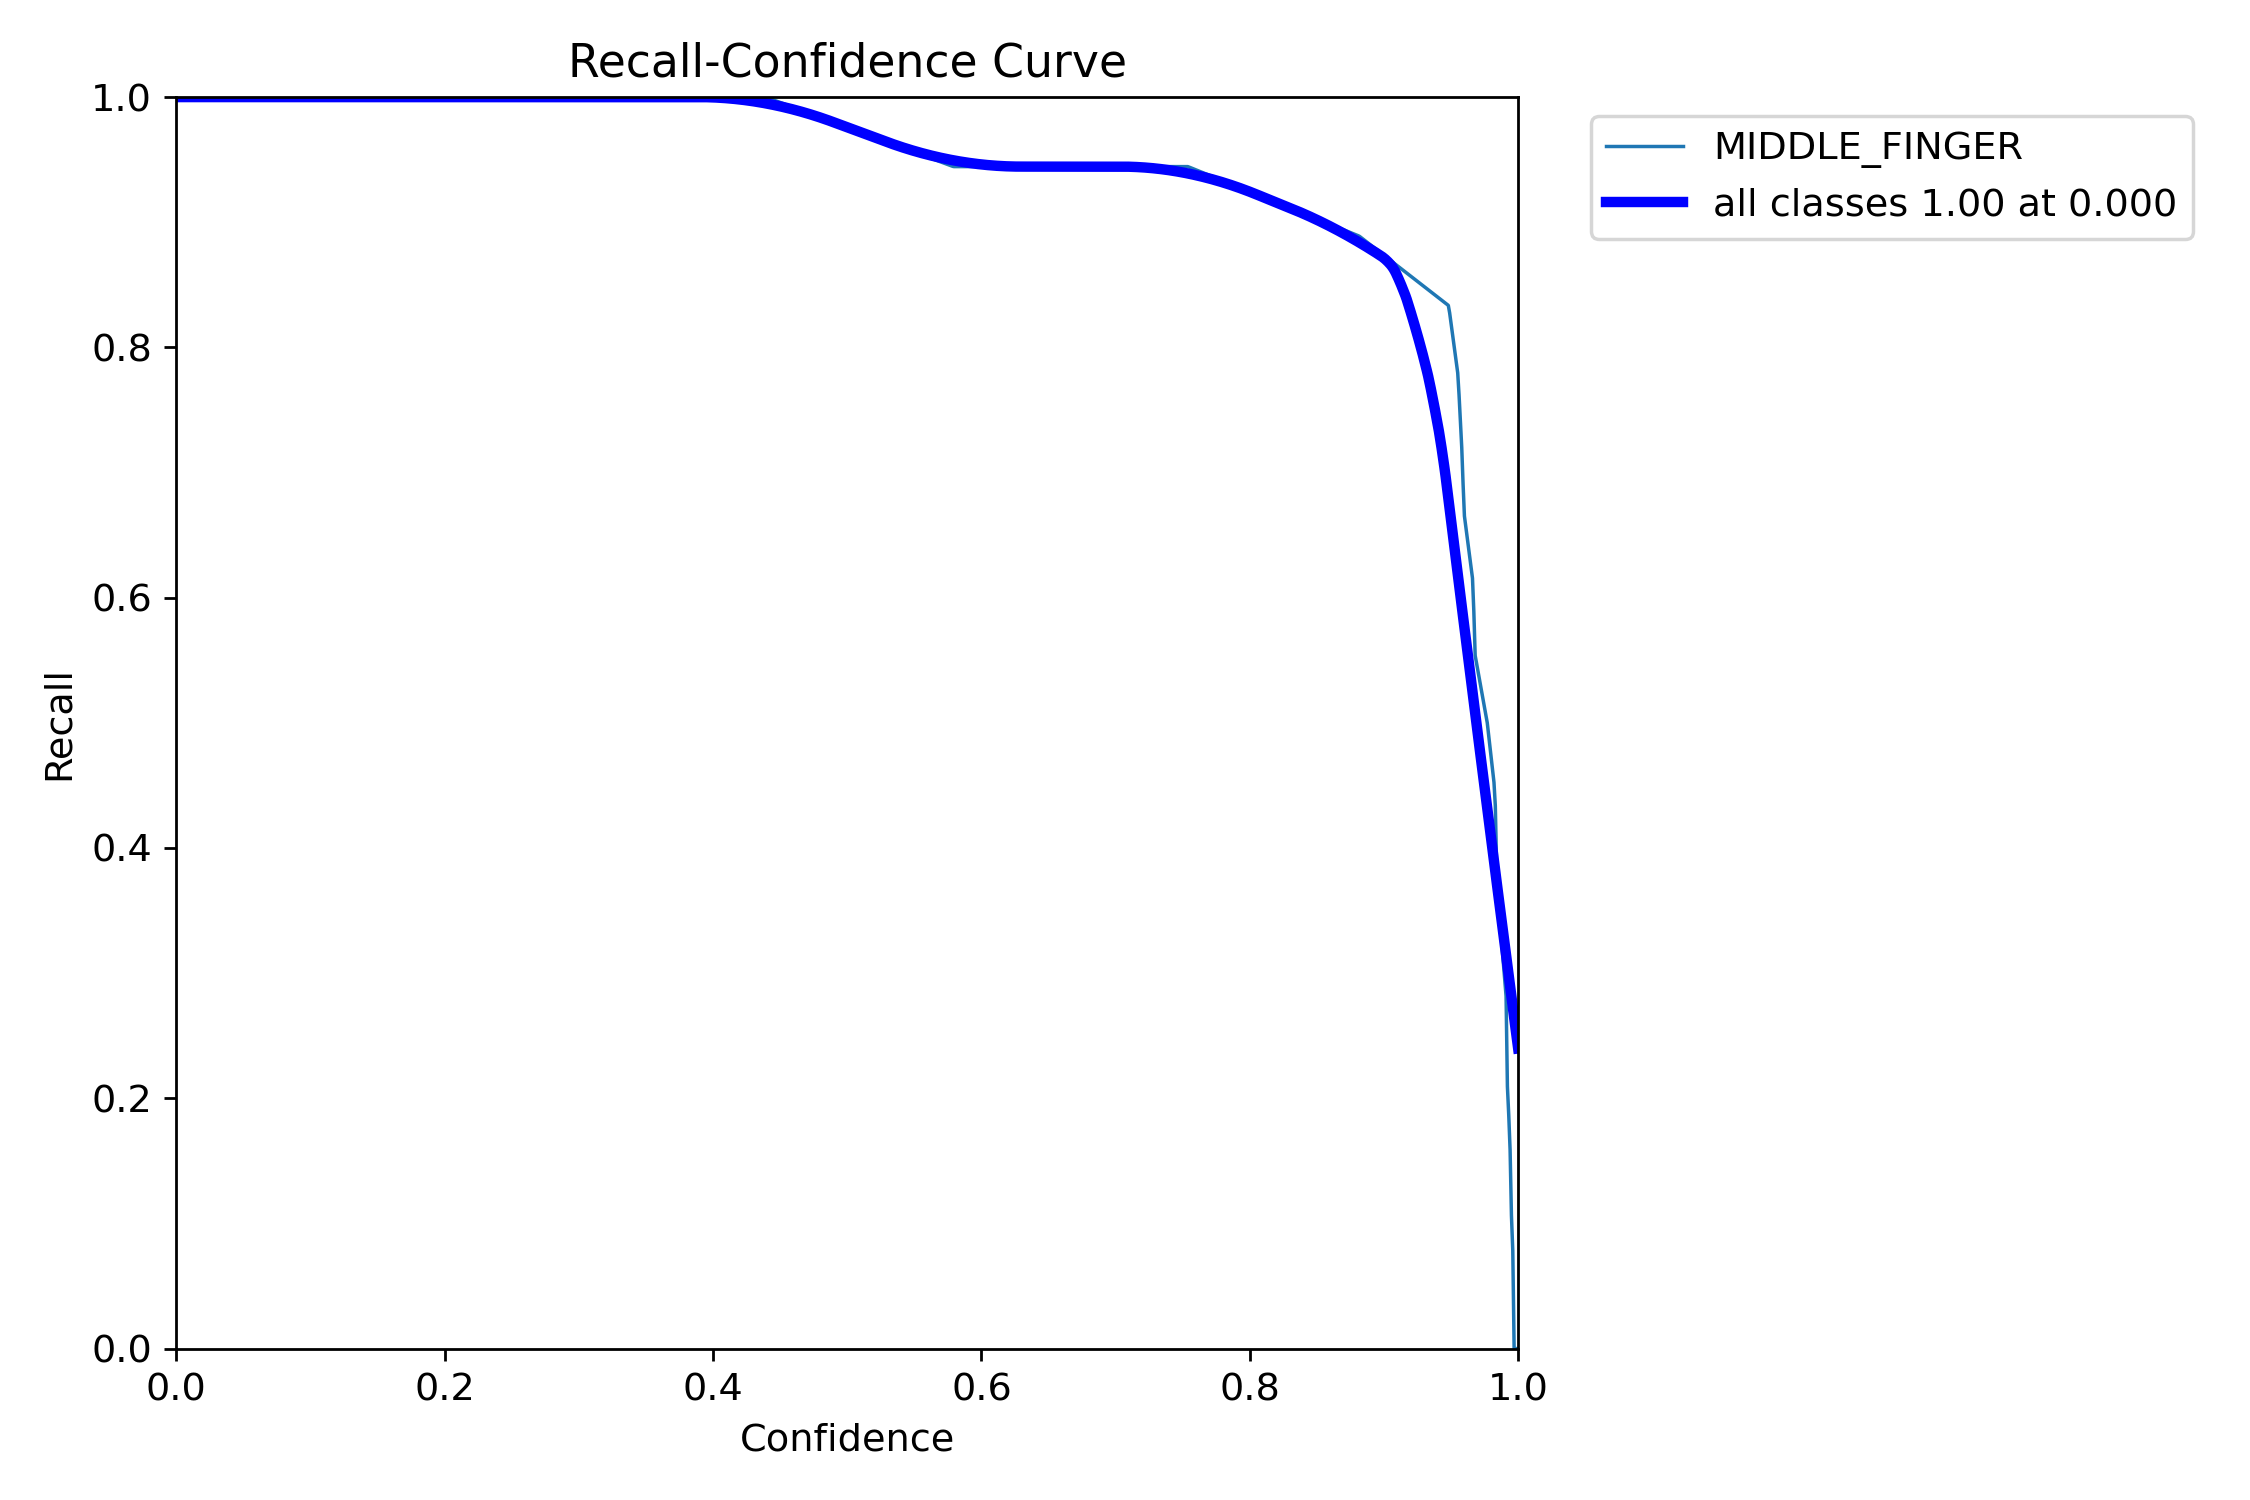 Recall-Confidence Curve
1.0
0.8
0.6
0.4
0.2
0.0
Recall
0.0 0.2 0.4 0.6 0.8 1.0
Confidence
MIDDLE_FINGER
all classes 1.00 at 0.000